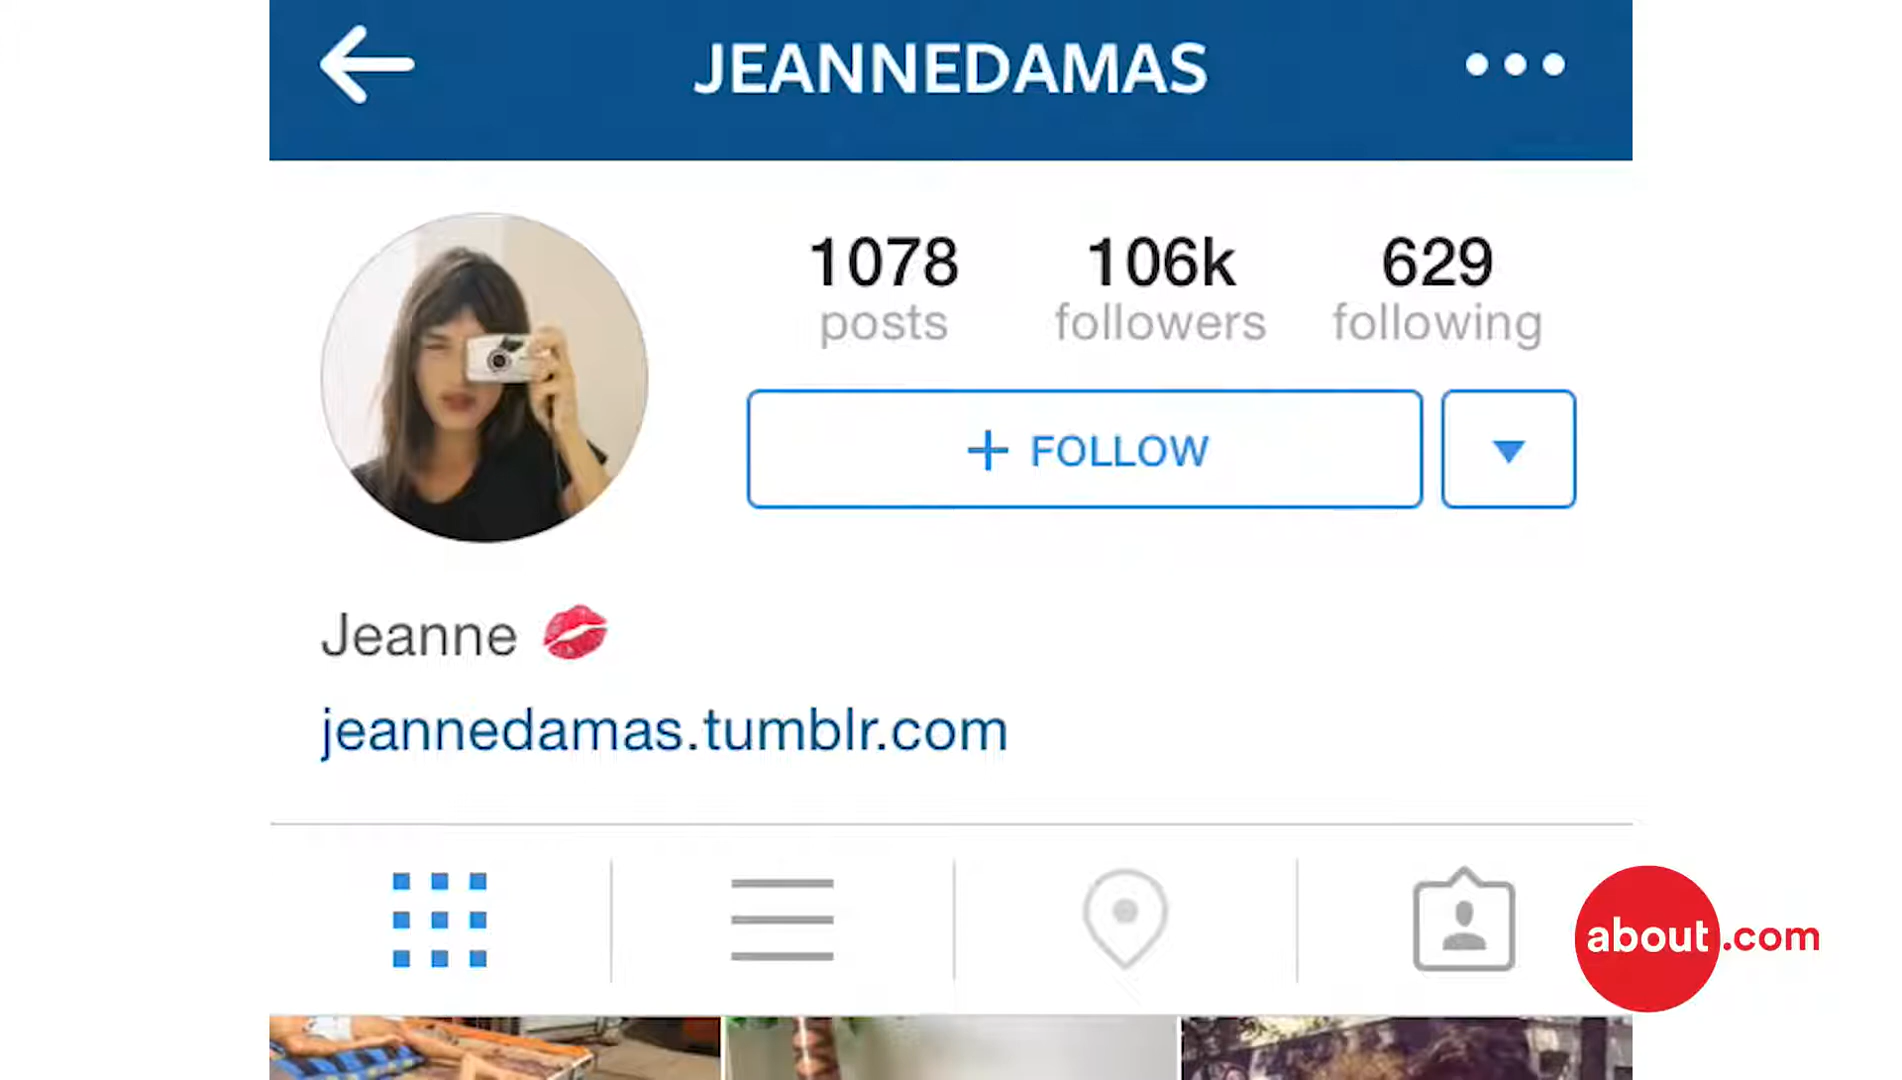 JEANNEDAMAS
1078 106k 629
posts followers following
+ FOLLOW
Jeanne 💋
jeannedamas.tumblr.com
about.com